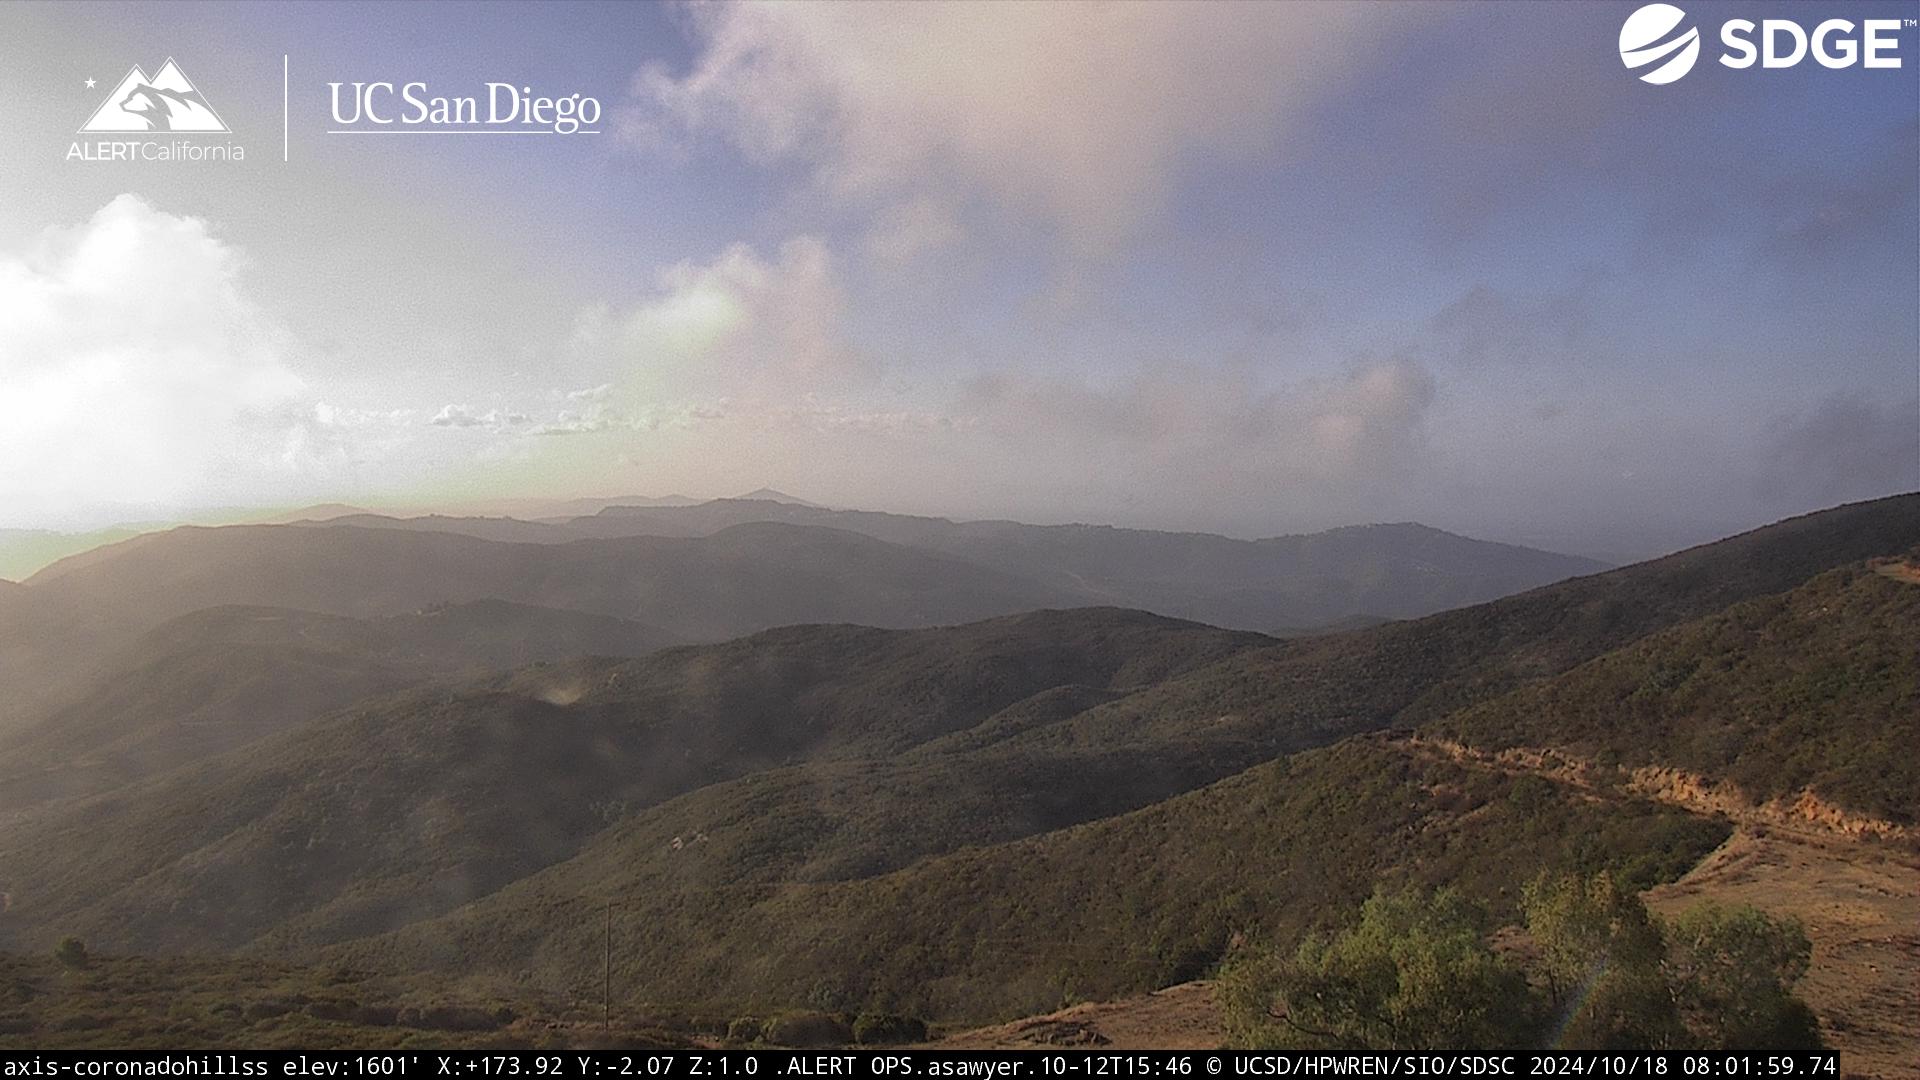 ALERTCalifornia
UC San Diego
SDGE™
axis-coronadohillss elev:1601' X:+173.92 Y:-2.07 Z:1.0 .ALERT OPS.asawyer.10-12T15:46 © UCSD/HPWREN/SIO/SDSC 2024/10/18 08:01:59.74